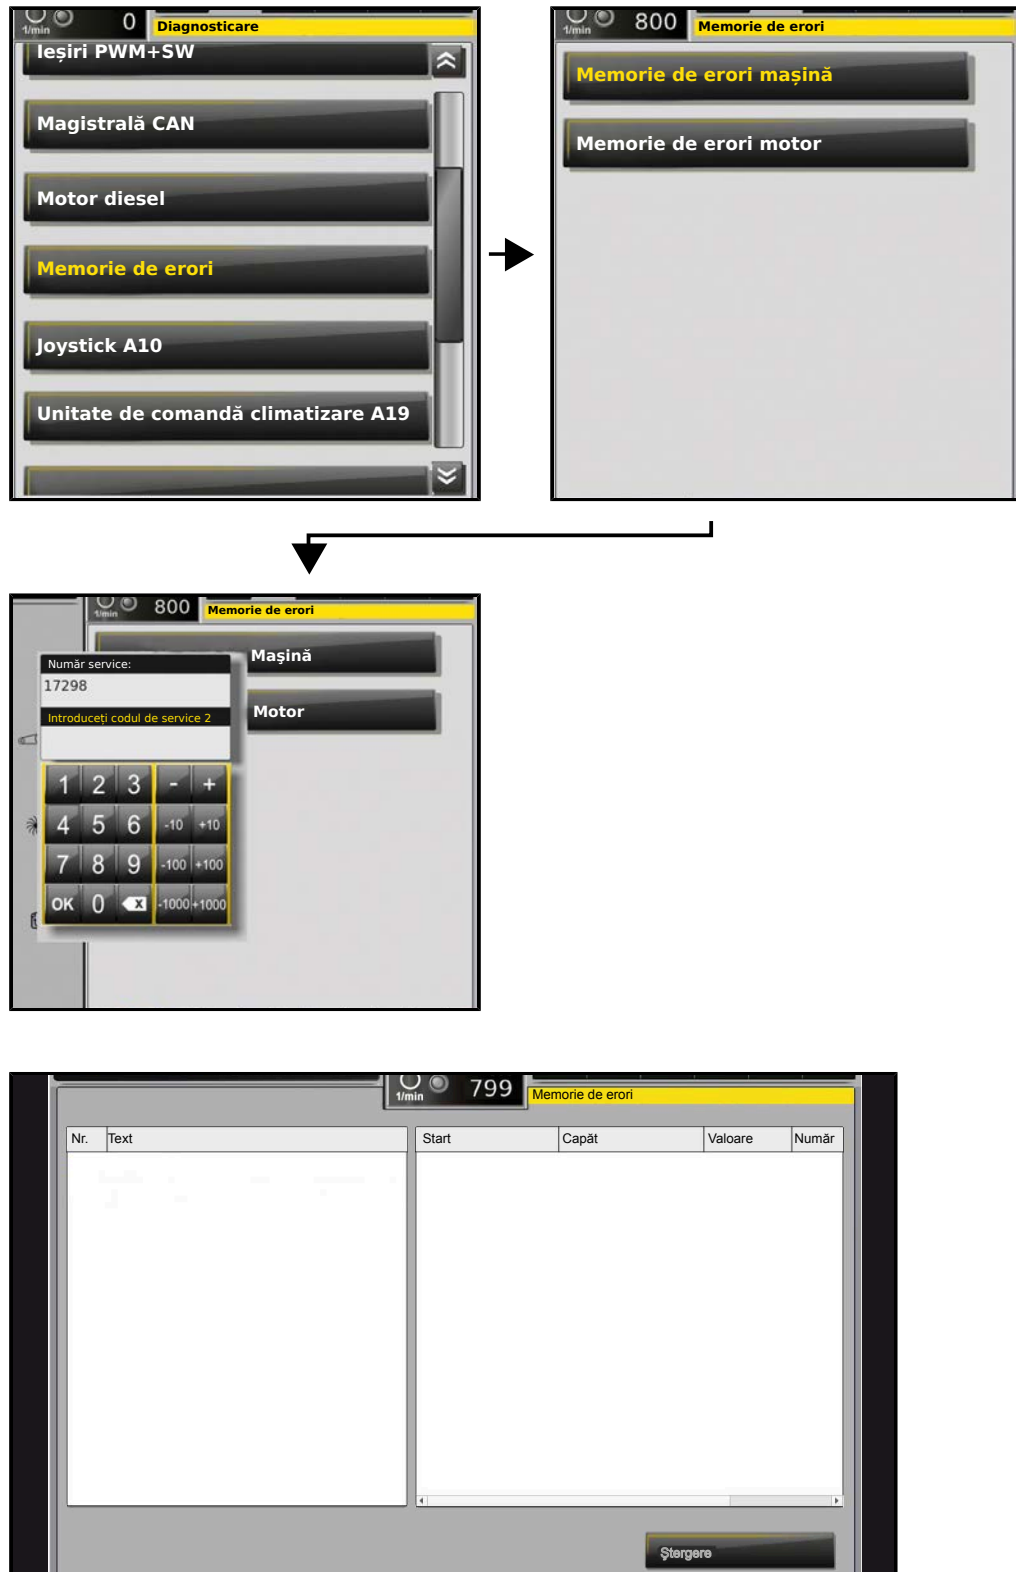 1/min 0 Diagnosticare
Ieșiri PWM+SW
Magistrală CAN
Motor diesel
Memorie de erori
Joystick A10
Unitate de comandă climatizare A19
1/min 800 Memorie de erori
Memorie de erori mașină
Memorie de erori motor
1/min 800 Memorie de erori
Maşină
Motor
Număr service:
17298
Introduceți codul de service 2
1 2 3 - +
4 5 6 -10 +10
7 8 9 -100 +100
OK 0 X -1000 +1000
1/min 799 Memorie de erori
Nr. Text Start Capăt Valoare Număr
Ştergere